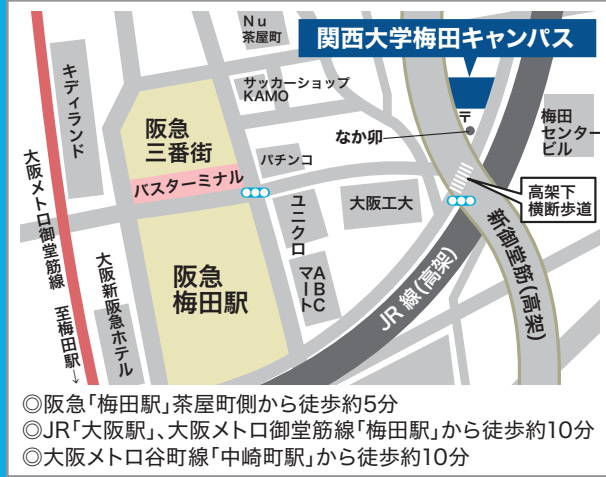 Nu
茶屋町
関西大学梅田キャンパス
キディランド
サッカーショップ
KAMO
阪急
三番街
〒
なか卯
梅田
センター
ビル
パチンコ
バスターミナル
大阪メトロ御堂筋線 至梅田駅→
ユニクロ
大阪工大
高架下
横断歩道
新御堂筋(高架)
JR線(高架)
阪急
梅田駅
ABC
マート
大阪新阪急ホテル
◎阪急「梅田駅」茶屋町側から徒歩約5分
◎JR「大阪駅」、大阪メトロ御堂筋線「梅田駅」から徒歩約10分
◎大阪メトロ谷町線「中崎町駅」から徒歩約10分